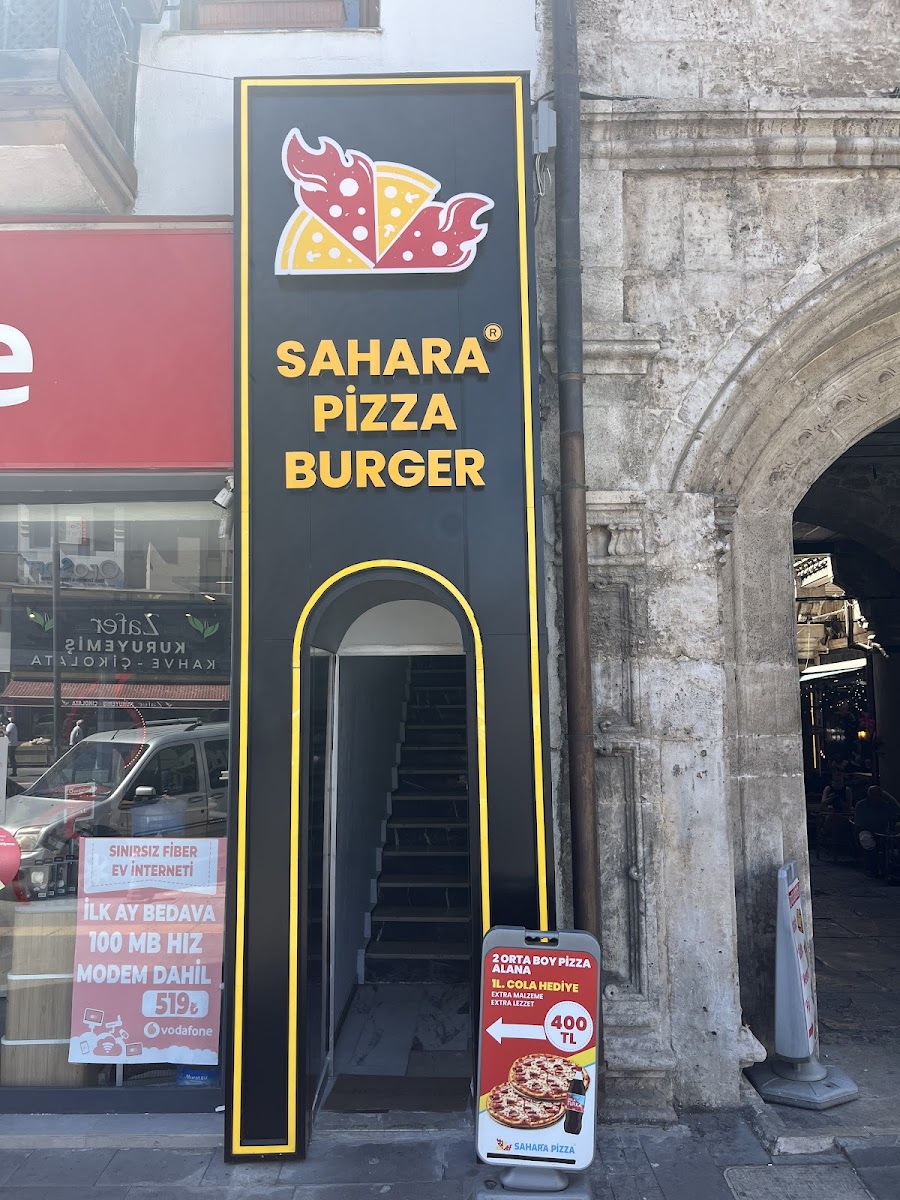 e
SAHARA®
PİZZA
BURGER
Zafer
KURUYEMİŞ
KAHVE - ÇİKOLATA
SINIRSIZ FİBER
EV İNTERNETİ
İLK AY BEDAVA
100 MB HIZ
MODEM DAHİL
519₺
vodafone
2 ORTA BOY PİZZA
ALANA
1L. COLA HEDİYE
EXTRA MALZEME
EXTRA LEZZET
400
TL
SAHARA PİZZA